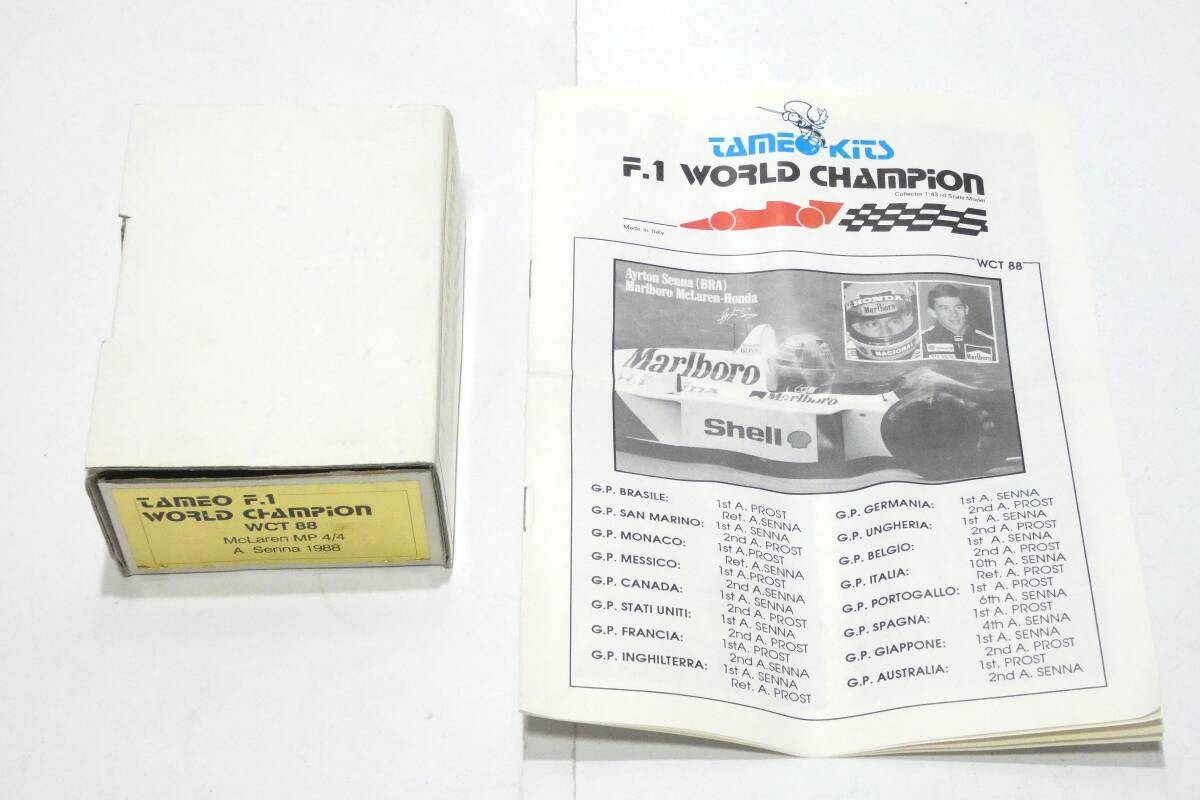 TAMEO F.1
WORLD CHAMPION
WCT 88
McLaren MP 4/4
A. Senna 1988
TAMEO KITS
F.1 WORLD CHAMPION
Collector 1:43 rd Scale Model
Made in Italy
WCT 88
Ayrton Senna (BRA)
Marlboro McLaren-Honda
HONDA
Marlboro
NACIONAL
Marlboro
Marlboro
Marlboro
Shell
G.P. BRASILE: 1st A. PROST
Ret. A.SENNA
G.P. SAN MARINO: 1st A. SENNA
2nd A. PROST
G.P. MONACO: 1st A.PROST
Ret. A.SENNA
G.P. MESSICO: 1st A.PROST
2nd A.SENNA
G.P. CANADA: 1st A. SENNA
2nd A. PROST
G.P. STATI UNITI: 1st A. SENNA
2nd A. PROST
G.P. FRANCIA: 1stA. PROST
2nd A.SENNA
G.P. INGHILTERRA: 1st A. SENNA
Ret. A. PROST
G.P. GERMANIA: 1st A. SENNA
2nd A. PROST
G.P. UNGHERIA: 1st A. SENNA
2nd A. PROST
G.P. BELGIO: 1st A. SENNA
2nd A. PROST
G.P. ITALIA: 10th A. SENNA
Ret. A. PROST
G.P. PORTOGALLO: 1st A. PROST
6th A. SENNA
G.P. SPAGNA: 1st A. PROST
4th A. SENNA
G.P. GIAPPONE: 1st A. SENNA
2nd A. PROST
G.P. AUSTRALIA: 1st. PROST
2nd A. SENNA